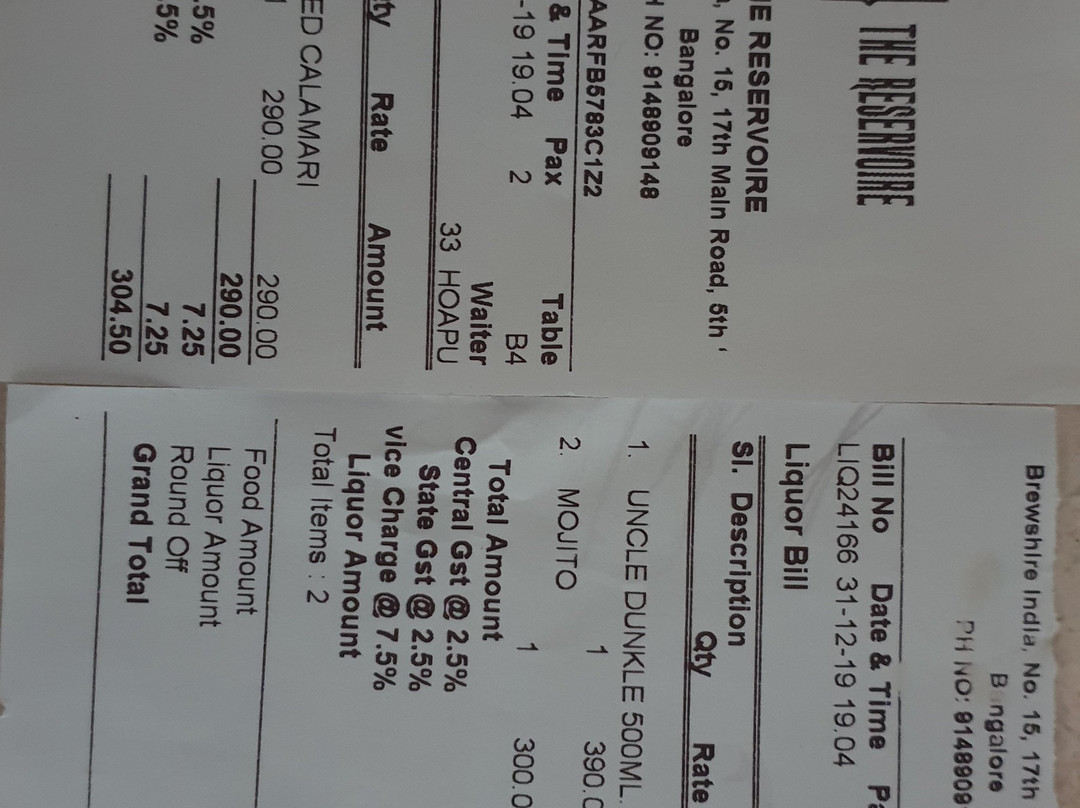 THE RESERVOIRE
E RESERVOIRE
, No. 15, 17th Main Road, 5th
Bangalore
NO: 9148909148
AARFB5783C1Z2
& Time Pax Table
-19 19.04 2 B4
Waiter
33 HOAPU
ty Rate Amount
ED CALAMARI
290.00 290.00
290.00
.5% 7.25
.5% 7.25
304.50
Brewshire India, No. 15, 17th
B ngalore
PH NO: 9148909
Bill No Date & Time Pa
LIQ24166 31-12-19 19.04
Liquor Bill
Sl. Description
Qty Rate
1. UNCLE DUNKLE 500ML.
1 390.0
2. MOJITO
1 300.0
Total Amount
Central Gst @ 2.5%
State Gst @ 2.5%
vice Charge @ 7.5%
Liquor Amount
Total Items : 2
Food Amount
Liquor Amount
Round Off
Grand Total